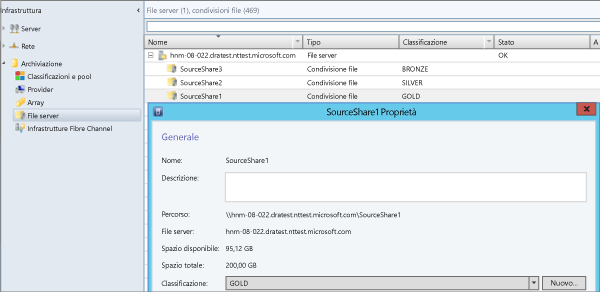 Infrastruttura
Server
Rete
Archiviazione
Classificazioni e pool
Provider
Array
File server
Infrastrutture Fibre Channel
File server (1), condivisioni file (469)
Nome Tipo Classificazione Stato A
hnm-08-022.dratest.nttest.microsoft.com File server OK
SourceShare3 Condivisione file BRONZE
SourceShare2 Condivisione file SILVER
SourceShare1 Condivisione file GOLD
SourceShare1 Proprietà
Generale
Nome: SourceShare1
Descrizione:
Percorso: \\hnm-08-022.dratest.nttest.microsoft.com\SourceShare1
File server: hnm-08-022.dratest.nttest.microsoft.com
Spazio disponibile: 95,12 GB
Spazio totale: 200,00 GB
Classificazione: GOLD Nuovo...